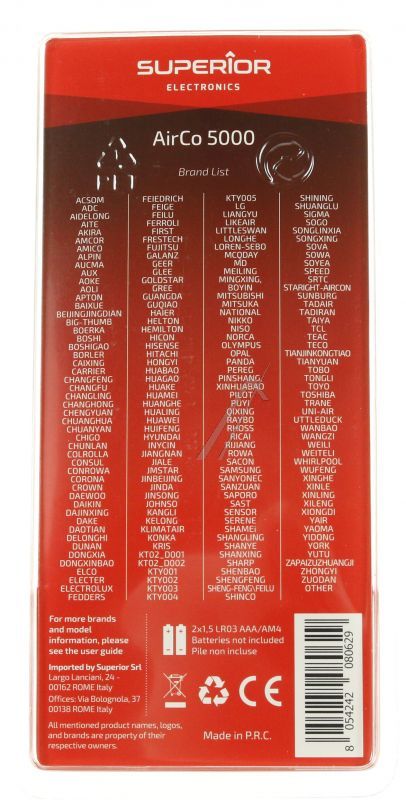 SUPERIOR
ELECTRONICS
AirCo 5000
Brand List
ACSOM
ADC
AIDELONG
AITE
AKIRA
AMCOR
AMICO
ALPIN
AUCMA
AUX
AOKE
AOLI
APTON
BAIXUE
BEIJINGJINGDIAN
BIG-THUMB
BOERKA
BOSHI
BOSHIGAO
BORLER
CAIXING
CARRIER
CHANGFENG
CHANGFU
CHANGLING
CHANGHONG
CHENGYUAN
CHUANGHUA
CHUANYAN
CHIGO
CHUNLAN
COLROLLA
CONSUL
CONROWA
CORONA
CROWN
DAEWOO
DAIKIN
DAJINXING
DAKE
DAOTIAN
DELONGHI
DUNAN
DONGXIA
DONGXINBAO
ELCO
ELECTER
ELECTROLUX
FEDDERS
FEIEDRICH
FEIGE
FEILU
FERROLI
FIRST
FRESTECH
FUJITSU
GALANZ
GEER
GLEE
GOLDSTAR
GREE
GUANGDA
GUQIAO
HAIER
HELTON
HEMILTON
HICON
HISENSE
HITACHI
HONGYI
HUABAO
HUAGAO
HUAKE
HUAMEI
HUANGHE
HUALING
HUAWEI
HUIFENG
HYUNDAI
INYCIN
JIANGNAN
JIALE
JMSTAR
JINBEIJING
JINDA
JINSONG
JOHNSO
KANGLI
KELONG
KLIMATAIR
KONKA
KRIS
KT02_D001
KT02_D002
KTY001
KTY002
KTY003
KTY004
KTY005
LG
LIANGYU
LIKEAIR
LITTLESWAN
LONGHE
LOREN-SEBO
MCQDAY
MD
MEILING
MINGXING,
BOYIN
MITSUBISHI
MITSUKA
NATIONAL
NIKKO
NISO
NORCA
OLYMPUS
OPAL
PANDA
PEREG
PINSHANG,
XINHUABAO
PILOT
PUYI
QIXING
RAYBO
RHOSS
RICAI
RIJIANG
ROWA
SACON
SAMSUNG
SANYONEC
SANZUAN
SAPORO
SAST
SENSOR
SERENE
SHAMEI
SHANGLING
SHANYE
SHANXING
SHARP
SHENBAO
SHENGFENG
SHENG-FENG\FEILU
SHINCO
SHINING
SHUANGLU
SIGMA
SOGO
SONGLINXIA
SONGXING
SOVA
SOWA
SOYEA
SPEED
SRTC
STARIGHT-AIRCON
SUNBURG
TADAIR
TADIRAN
TAIYA
TCL
TEAC
TECO
TIANJINKONGTIAO
TIANYUAN
TOBO
TONGLI
TOYO
TOSHIBA
TRANE
UNI-AIR
UTTLEDUCK
WANBAO
WANGZI
WEILI
WEITELI
WHIRLPOOL
WUFENG
XINGHE
XINLE
XINLING
XILENG
XIONGDI
YAIR
YAOMA
YIDONG
YORK
YUTU
ZAPAIZUZHUANGJI
ZHONGYI
ZUODAN
OTHER
For more brands
and model
information, please
see the user guide
Imported by Superior Srl
Largo Lanciani, 24 -
00162 ROME Italy
Offices: Via Bolognola, 37
00138 ROME Italy
All mentioned product names, logos,
and brands are property of their
respective owners.
2x1,5 LR03 AAA/AM4
Batteries not included
Pile non incluse
CE
Made in P.R.C.
8 054242 080629